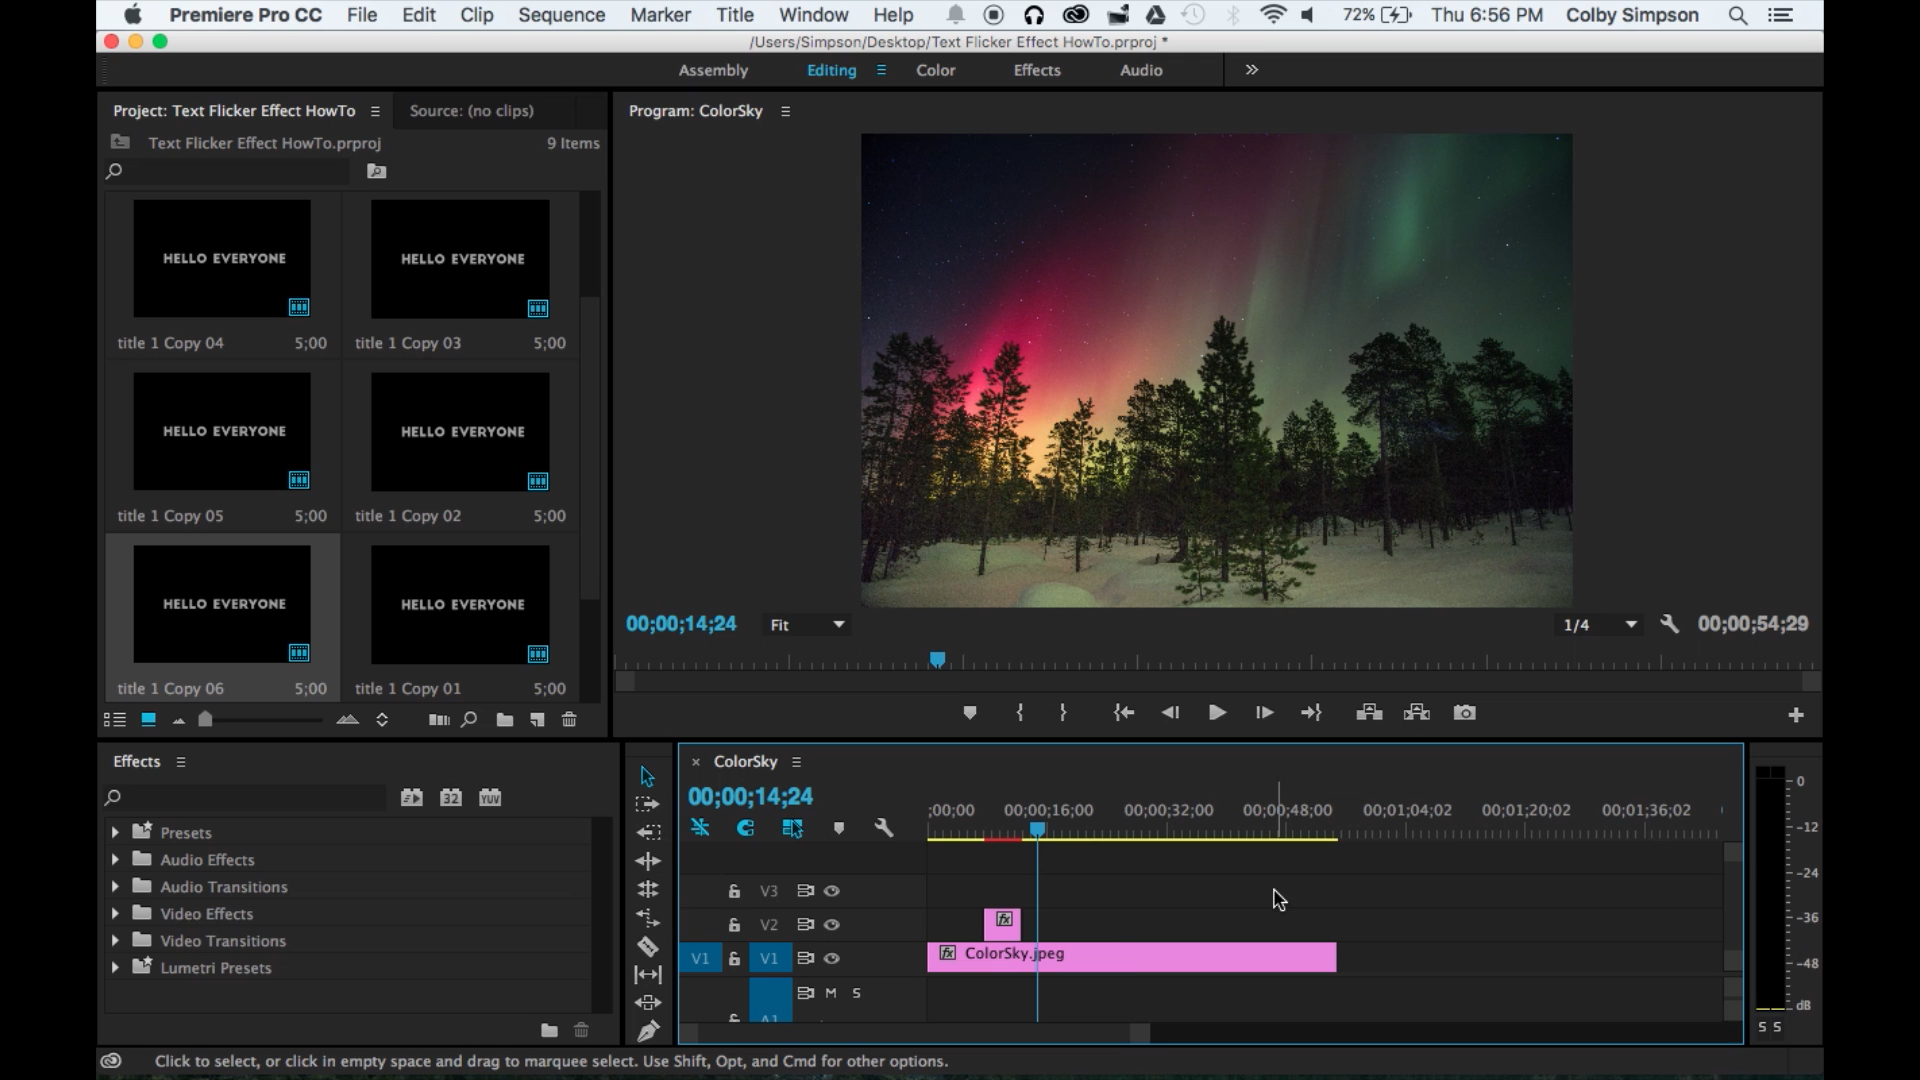 Premiere Pro CC File Edit Clip Sequence Marker Title Window Help 72% Thu 6:56 PM Colby Simpson
/Users/Simpson/Desktop/Text Flicker Effect HowTo.prproj *
Assembly Editing Color Effects Audio
Project: Text Flicker Effect HowTo Source: (no clips)
Text Flicker Effect HowTo.prproj 9 Items
HELLO EVERYONE HELLO EVERYONE
title 1 Copy 04 5;00 title 1 Copy 03 5;00
HELLO EVERYONE HELLO EVERYONE
title 1 Copy 05 5;00 title 1 Copy 02 5;00
HELLO EVERYONE HELLO EVERYONE
title 1 Copy 06 5;00 title 1 Copy 01 5;00
Program: ColorSky
00;00;14;24 Fit 1/4 00;00;54;29
Effects
32 YUV
Presets
Audio Effects
Audio Transitions
Video Effects
Video Transitions
Lumetri Presets
ColorSky
00;00;14;24
;00;00 00;00;16;00 00;00;32;00 00;00;48;00 00;01;04;02 00;01;20;02 00;01;36;02
V3
V2 fx
V1 V1 fx ColorSky.jpeg
M S
A1
0
-12
-24
-36
-48
dB
S S
Click to select, or click in empty space and drag to marquee select. Use Shift, Opt, and Cmd for other options.